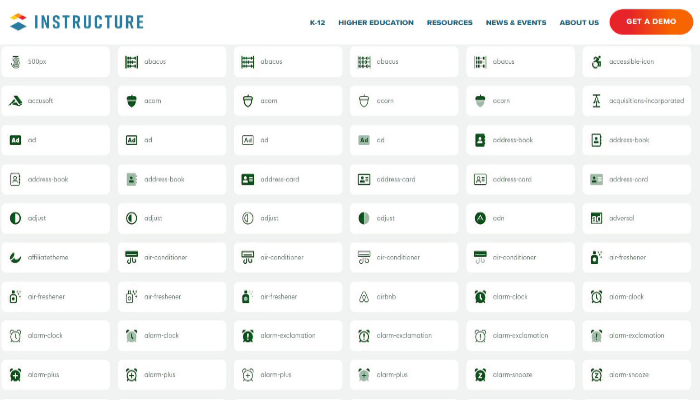 INSTRUCTURE
K-12 HIGHER EDUCATION RESOURCES NEWS & EVENTS ABOUT US GET A DEMO
500px abacus abacus abacus abacus accessible-icon
accusoft acorn acorn acorn acorn acquisitions-incorporated
Ad ad Ad ad Ad ad Ad ad address-book address-book
address-book address-book address-card address-card address-card address-card
adjust adjust adjust adjust adn adversal
affiliatetheme air-conditioner air-conditioner air-conditioner air-conditioner air-freshener
air-freshener air-freshener air-freshener airbnb alarm-clock alarm-clock
alarm-clock alarm-clock alarm-exclamation alarm-exclamation alarm-exclamation alarm-exclamation
alarm-plus alarm-plus alarm-plus alarm-plus alarm-snooze alarm-snooze